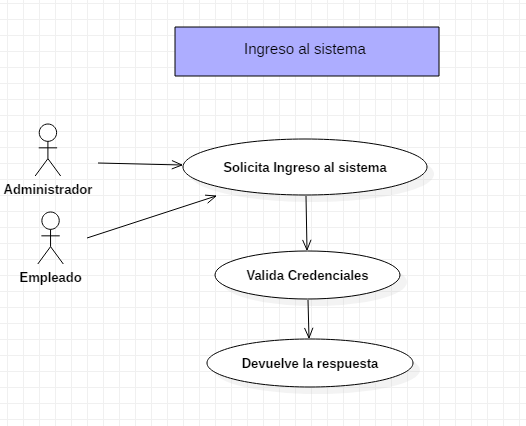 Ingreso al sistema
Solicita Ingreso al sistema
Administrador
Empleado
Valida Credenciales
Devuelve la respuesta